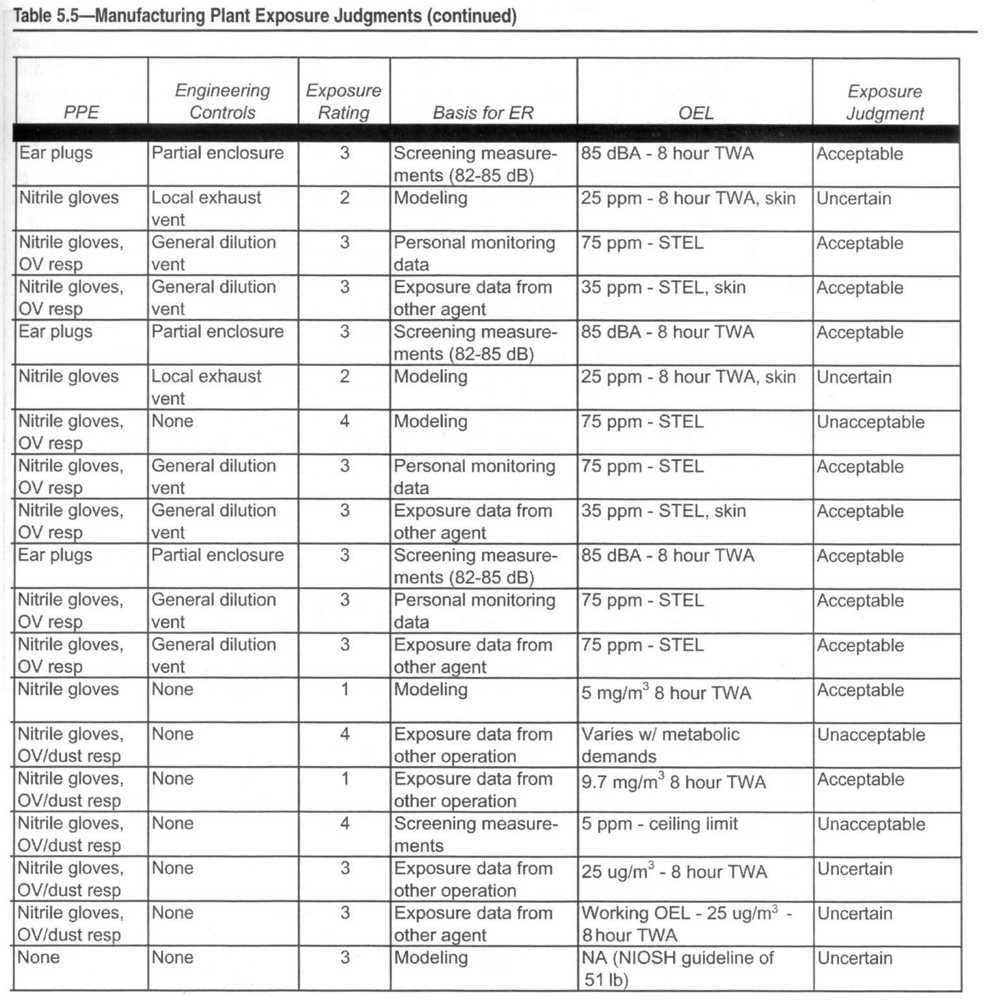 Table 5.5—Manufacturing Plant Exposure Judgments (continued)
PPE Engineering Controls Exposure Rating Basis for ER OEL Exposure Judgment
Ear plugs Partial enclosure 3 Screening measure- 85 dBA - 8 hour TWA Acceptable
ments (82-85 dB)
Nitrile gloves Local exhaust 2 Modeling 25 ppm - 8 hour TWA, skin Uncertain
vent
Nitrile gloves, General dilution 3 Personal monitoring 75 ppm - STEL Acceptable
OV resp vent data
Nitrile gloves, General dilution 3 Exposure data from 35 ppm - STEL, skin Acceptable
OV resp vent other agent
Ear plugs Partial enclosure 3 Screening measure- 85 dBA - 8 hour TWA Acceptable
ments (82-85 dB)
Nitrile gloves Local exhaust 2 Modeling 25 ppm - 8 hour TWA, skin Uncertain
vent
Nitrile gloves, None 4 Modeling 75 ppm - STEL Unacceptable
OV resp
Nitrile gloves, General dilution 3 Personal monitoring 75 ppm - STEL Acceptable
OV resp vent data
Nitrile gloves, General dilution 3 Exposure data from 35 ppm - STEL, skin Acceptable
OV resp vent other agent
Ear plugs Partial enclosure 3 Screening measure- 85 dBA - 8 hour TWA Acceptable
ments (82-85 dB)
Nitrile gloves, General dilution 3 Personal monitoring 75 ppm - STEL Acceptable
OV resp vent data
Nitrile gloves, General dilution 3 Exposure data from 75 ppm - STEL Acceptable
OV resp vent other agent
Nitrile gloves None 1 Modeling 5 mg/m³ 8 hour TWA Acceptable
Nitrile gloves, None 4 Exposure data from Varies w/ metabolic Unacceptable
OV/dust resp other operation demands
Nitrile gloves, None 1 Exposure data from 9.7 mg/m³ 8 hour TWA Acceptable
OV/dust resp other operation
Nitrile gloves, None 4 Screening measure- 5 ppm - ceiling limit Unacceptable
OV/dust resp ments
Nitrile gloves, None 3 Exposure data from 25 ug/m³ - 8 hour TWA Uncertain
OV/dust resp other operation
Nitrile gloves, None 3 Exposure data from Working OEL - 25 ug/m³ - Uncertain
OV/dust resp other agent 8 hour TWA
None None 3 Modeling NA (NIOSH guideline of Uncertain
51 lb)